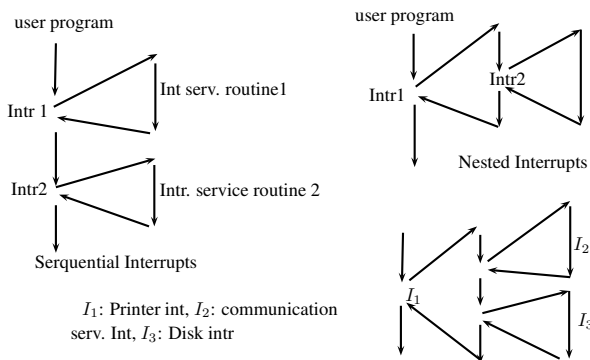 user program
Int serv. routine1
Intr 1
Intr2
Intr. service routine 2
Serquential Interrupts
I1: Printer int, I2: communication
serv. Int, I3: Disk intr
user program
Intr2
Intr1
Nested Interrupts
I2
I1
I3